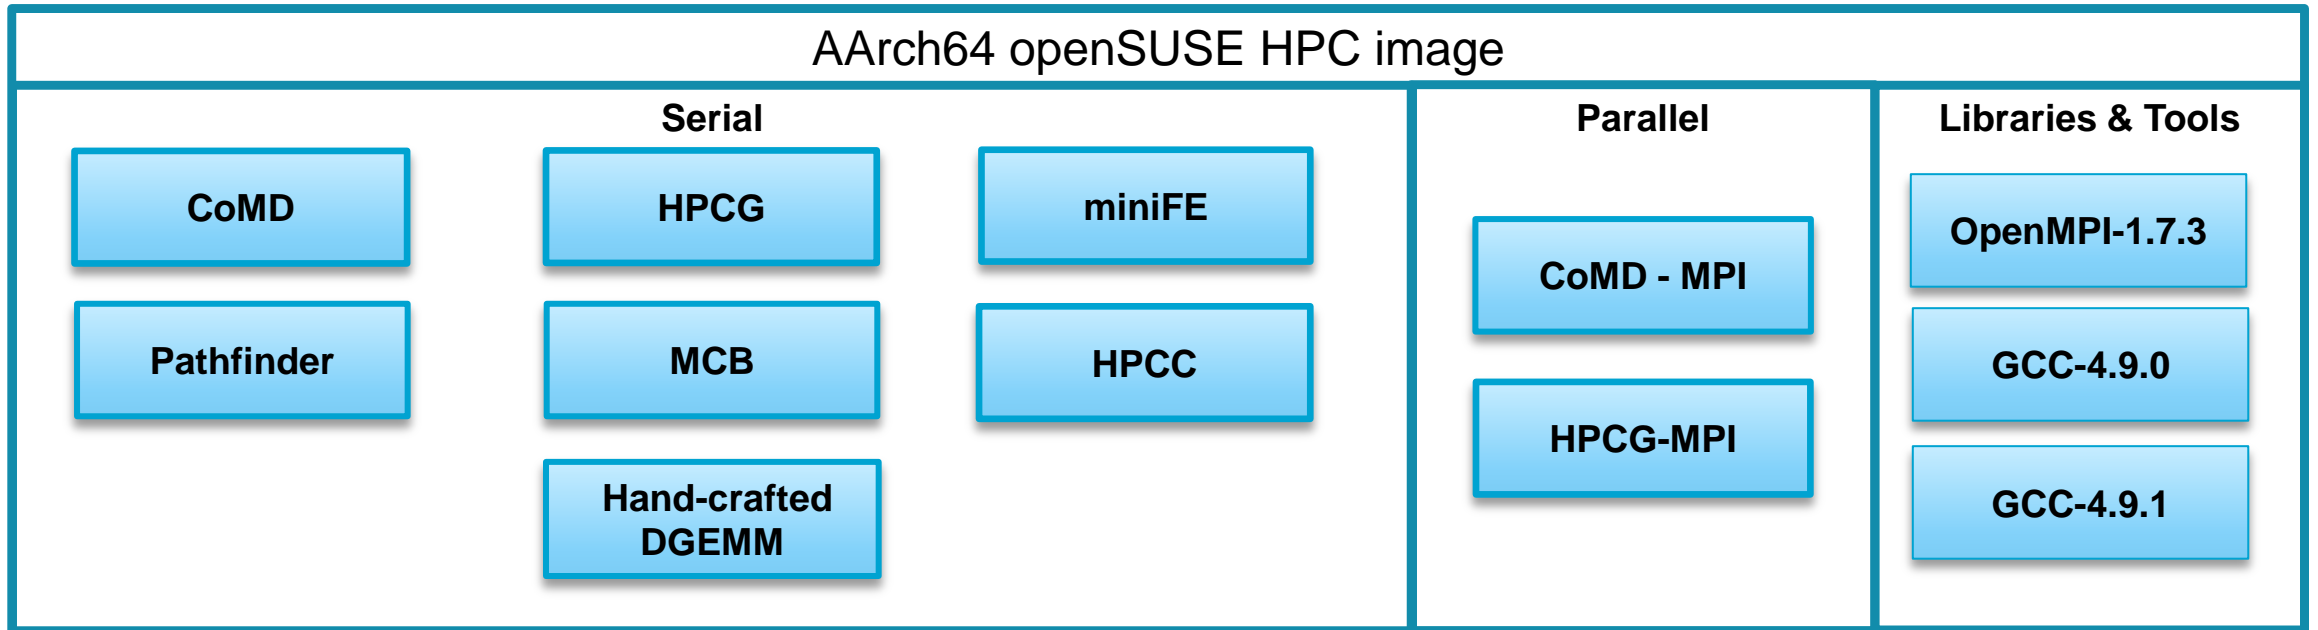 AArch64 openSUSE HPC image
Serial
CoMD
HPCG
miniFE
Pathfinder
MCB
HPCC
Hand-crafted
DGEMM
Parallel
CoMD - MPI
HPCG-MPI
Libraries & Tools
OpenMPI-1.7.3
GCC-4.9.0
GCC-4.9.1